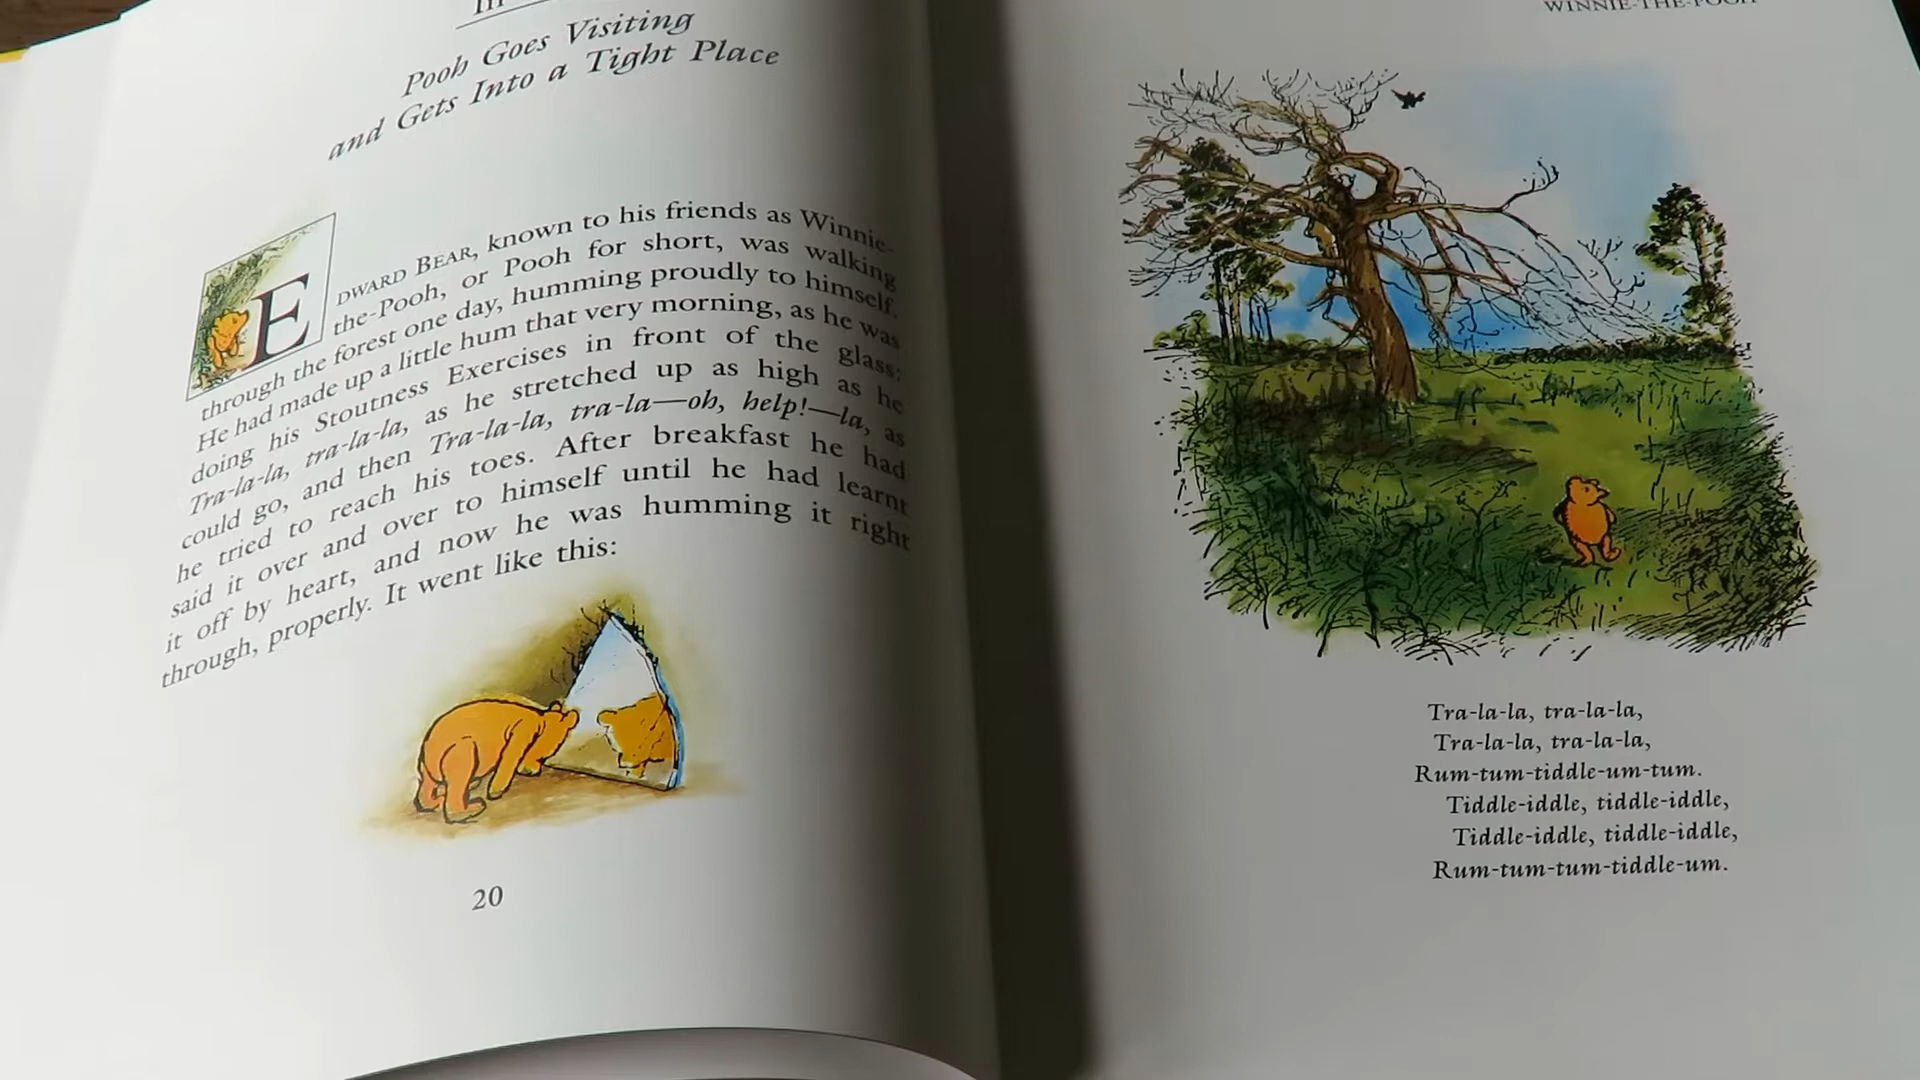 Pooh Goes Visiting
and Gets Into a Tight Place
EDWARD BEAR, known to his friends as Winnie-
the-Pooh, or Pooh for short, was walking
through the forest one day, humming proudly to himself.
He had made up a little hum that very morning, as he was
doing his Stoutness Exercises in front of the glass:
Tra-la-la, tra-la-la, as he stretched up as high as he
could go, and then Tra-la-la, tra-la—oh, help!—la, as
he tried to reach his toes. After breakfast he had
said it over and over to himself until he had learnt
it off by heart, and now he was humming it right
through, properly. It went like this:
20
WINNIE-THE-POOH
Tra-la-la, tra-la-la,
Tra-la-la, tra-la-la,
Rum-tum-tiddle-um-tum.
Tiddle-iddle, tiddle-iddle,
Tiddle-iddle, tiddle-iddle,
Rum-tum-tum-tiddle-um.